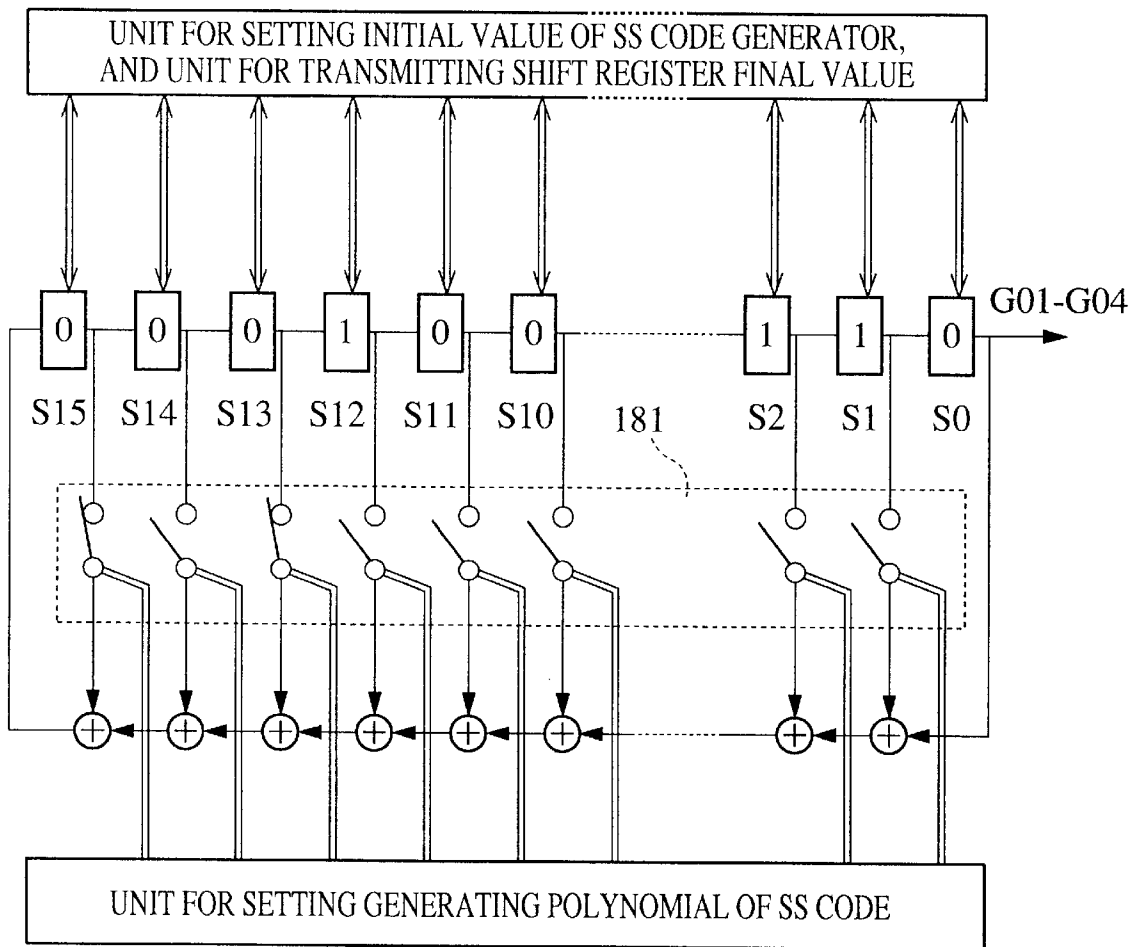 UNIT FOR SETTING INITIAL VALUE OF SS CODE GENERATOR,
AND UNIT FOR TRANSMITTING SHIFT REGISTER FINAL VALUE
G01-G04
0 0 0 1 0 0 1 1 0
S15 S14 S13 S12 S11 S10 181 S2 S1 S0
UNIT FOR SETTING GENERATING POLYNOMIAL OF SS CODE